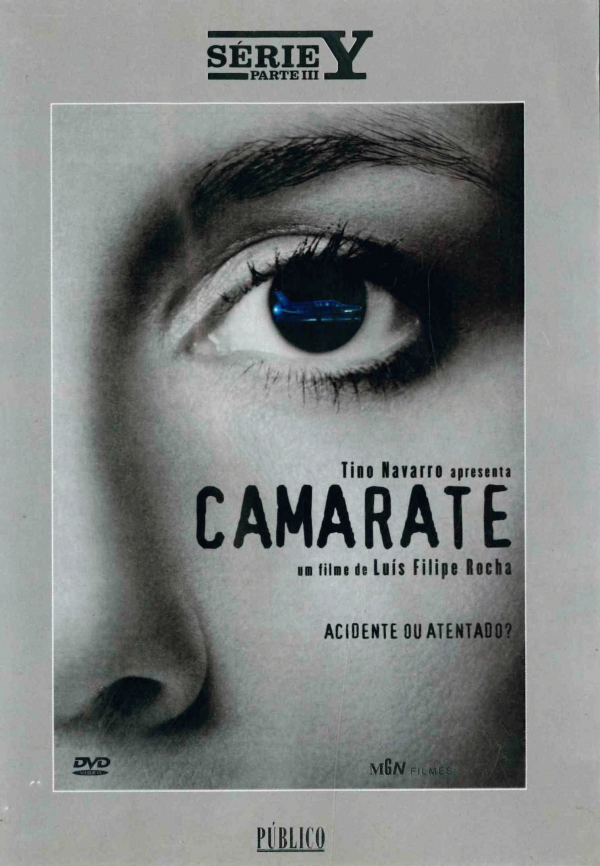 SÉRIE Y
PARTE III
Tino Navarro apresenta
CAMARATE
um filme de Luís Filipe Rocha
ACIDENTE OU ATENTADO?
DVD
MGN FILMES
PÚBLICO